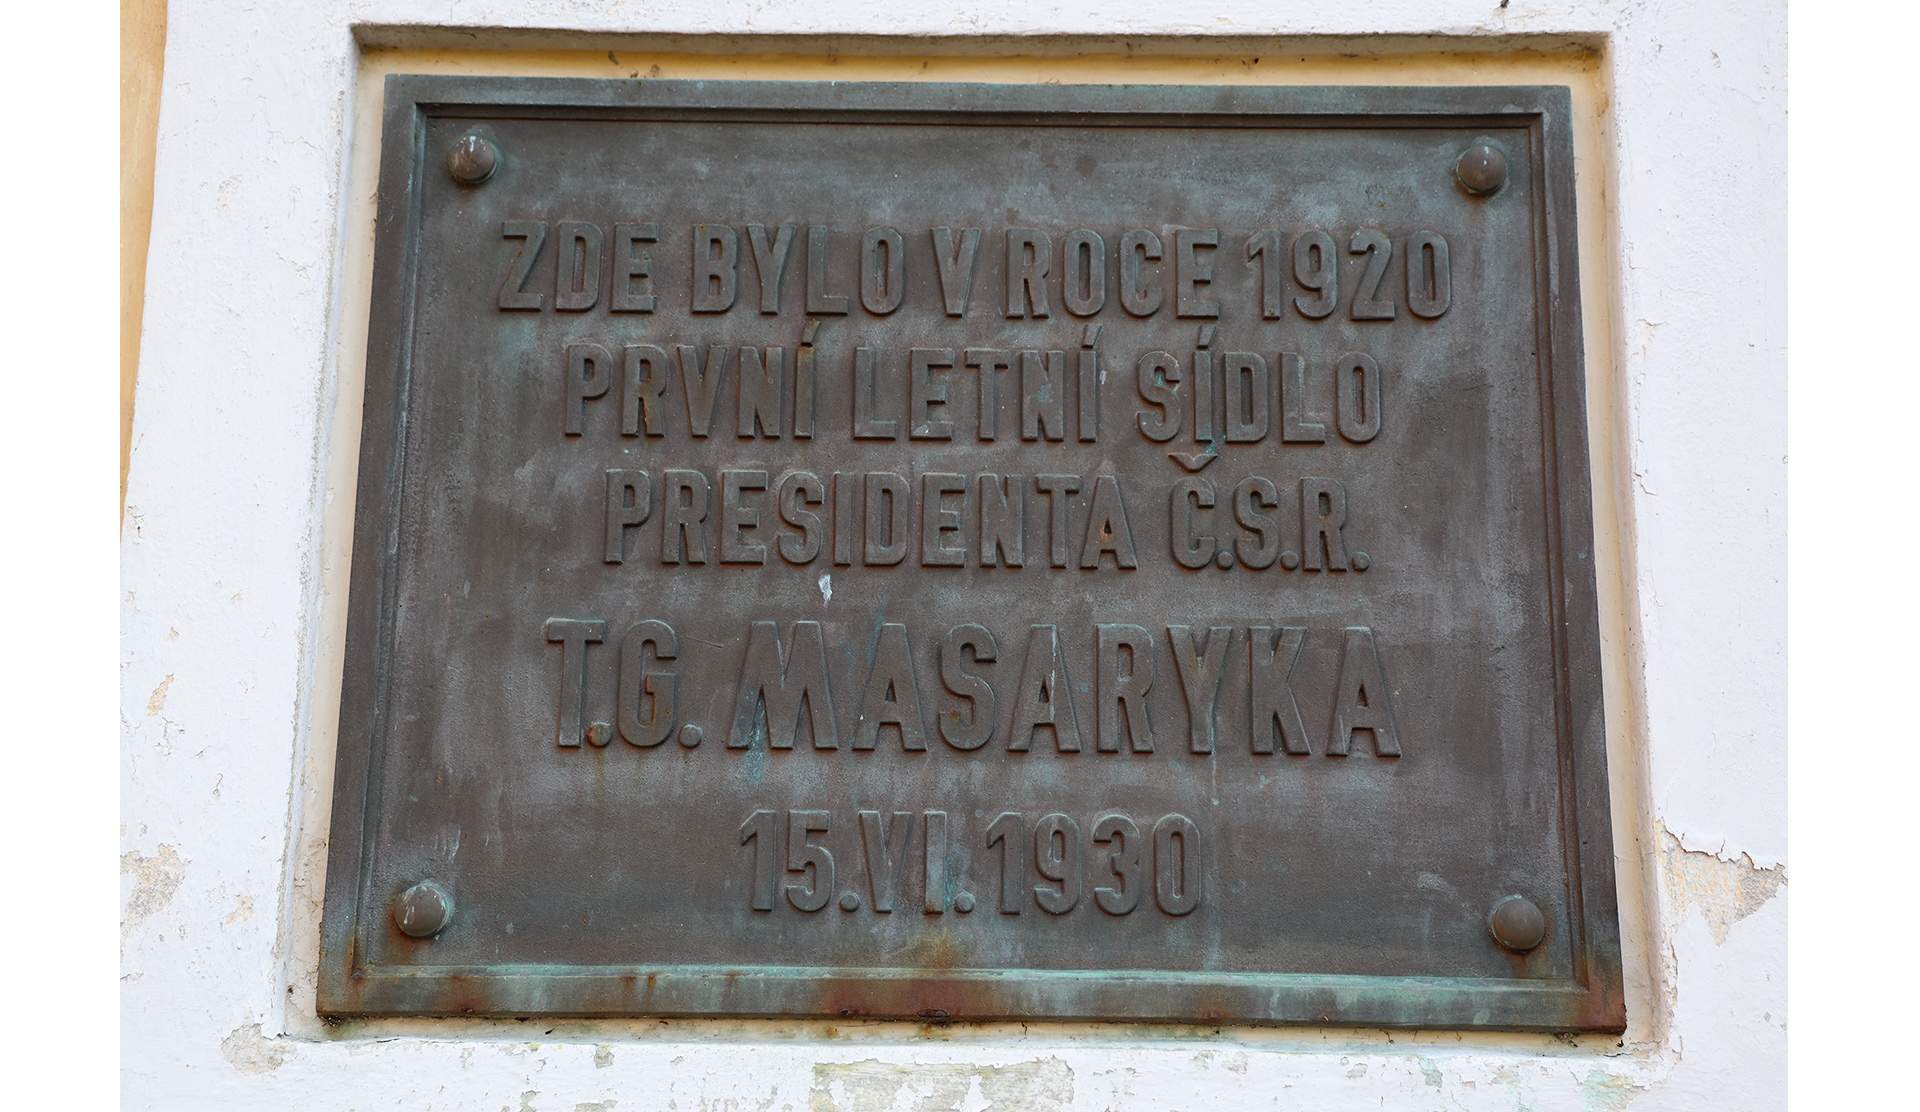 ZDE BYLO V ROCE 1920
PRVNÍ LETNÍ SÍDLO
PRESIDENTA Č.S.R.
T.G. MASARYKA
15.VI.1930